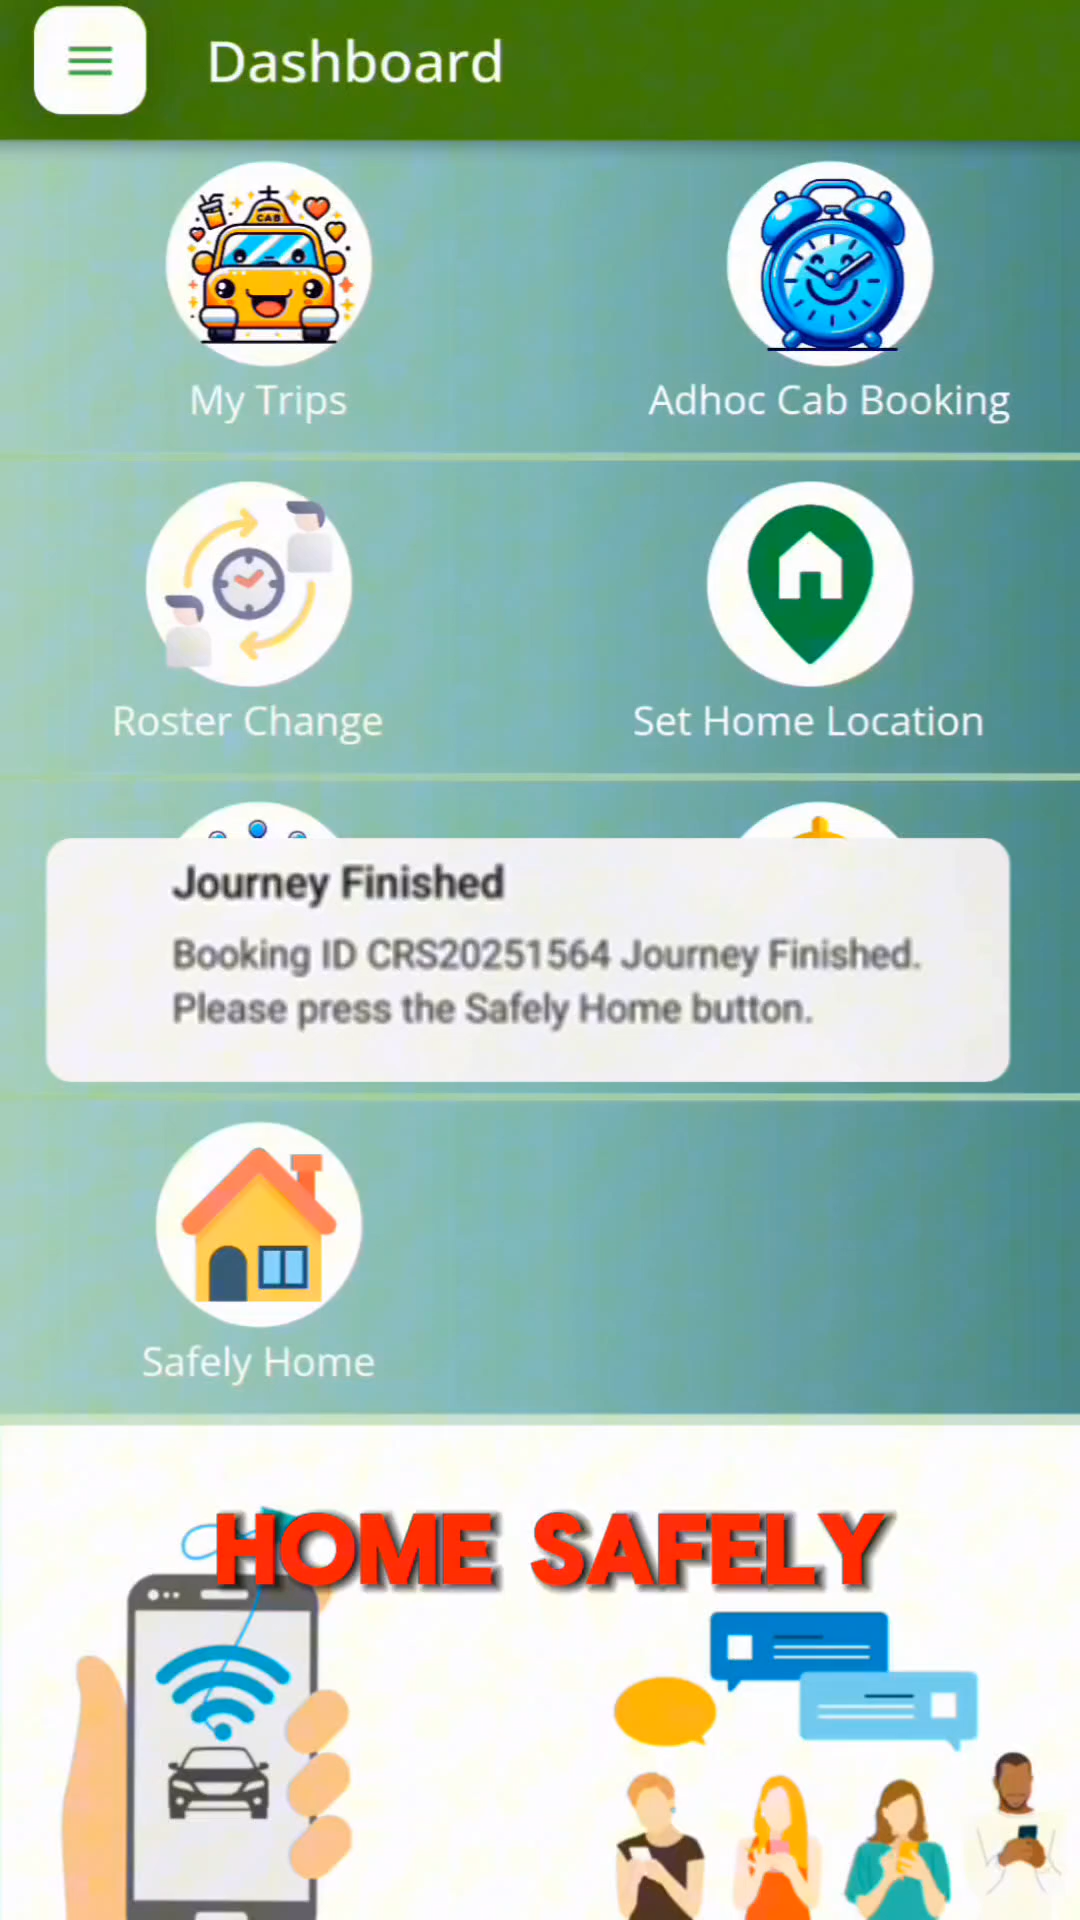 Dashboard
CAB
My Trips
Adhoc Cab Booking
Roster Change
Set Home Location
Journey Finished
Booking ID CRS20251564 Journey Finished.
Please press the Safely Home button.
Safely Home
HOME SAFELY